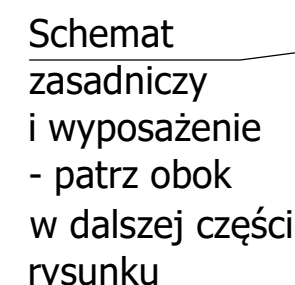 Schemat
zasadniczy
i wyposażenie
- patrz obok
w dalszej części
rysunku